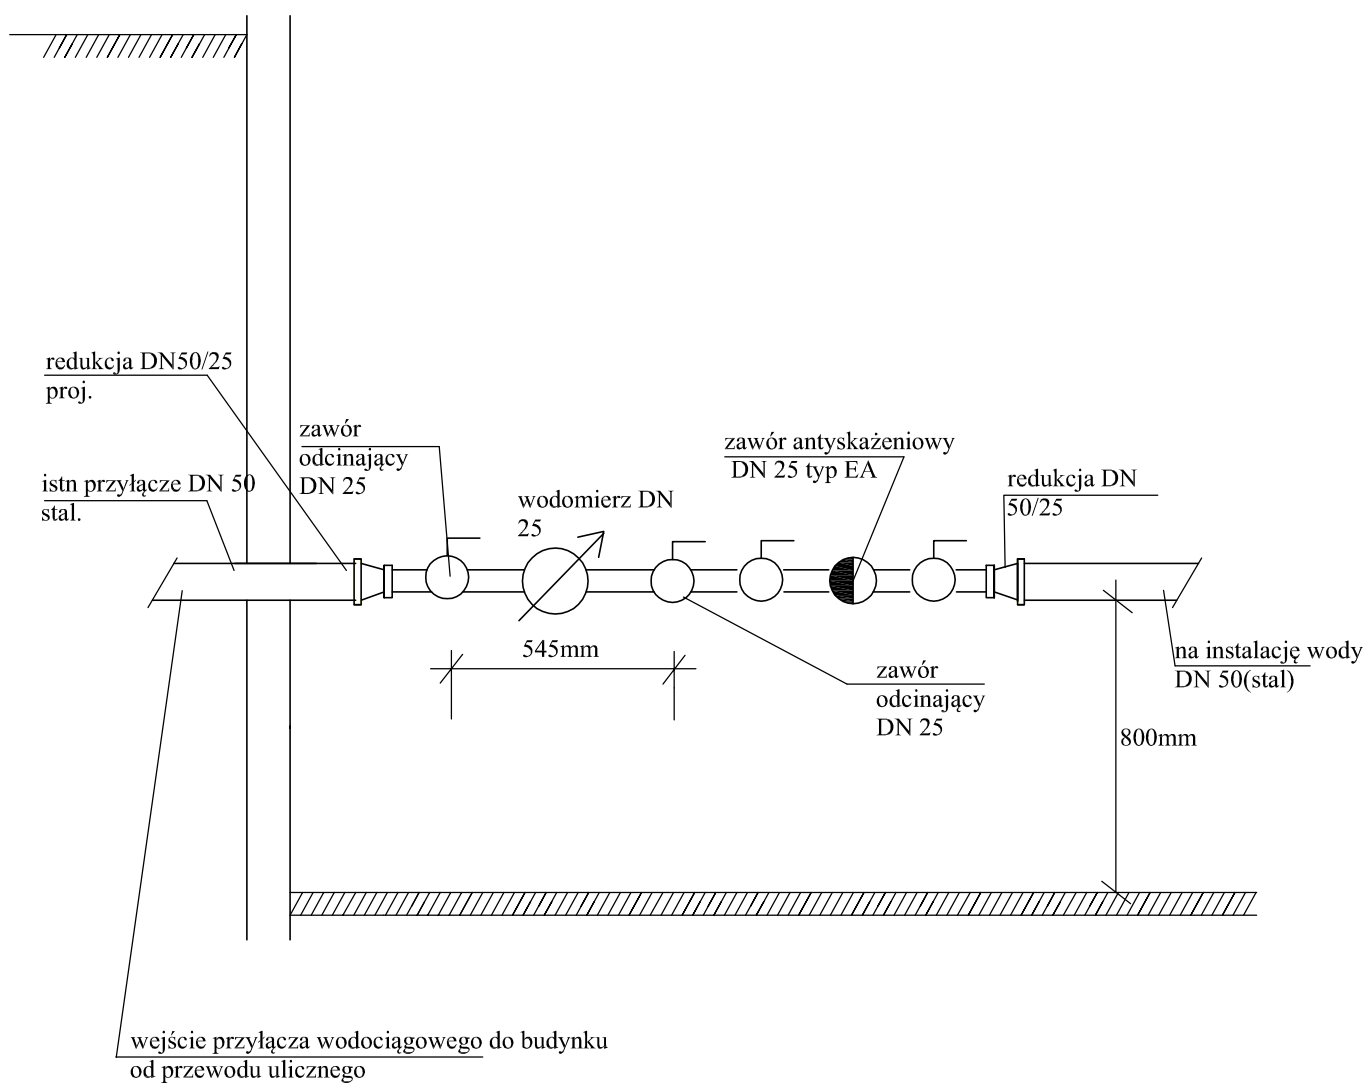 redukcja DN50/25
proj.
zawór
odcinający
DN 25
istn przyłącze DN 50
stal.
wodomierz DN
25
zawór antyskażeniowy
DN 25 typ EA
redukcja DN
50/25
545mm
zawór
odcinający
DN 25
na instalację wody
DN 50(stal)
800mm
wejście przyłącza wodociągowego do budynku
od przewodu ulicznego